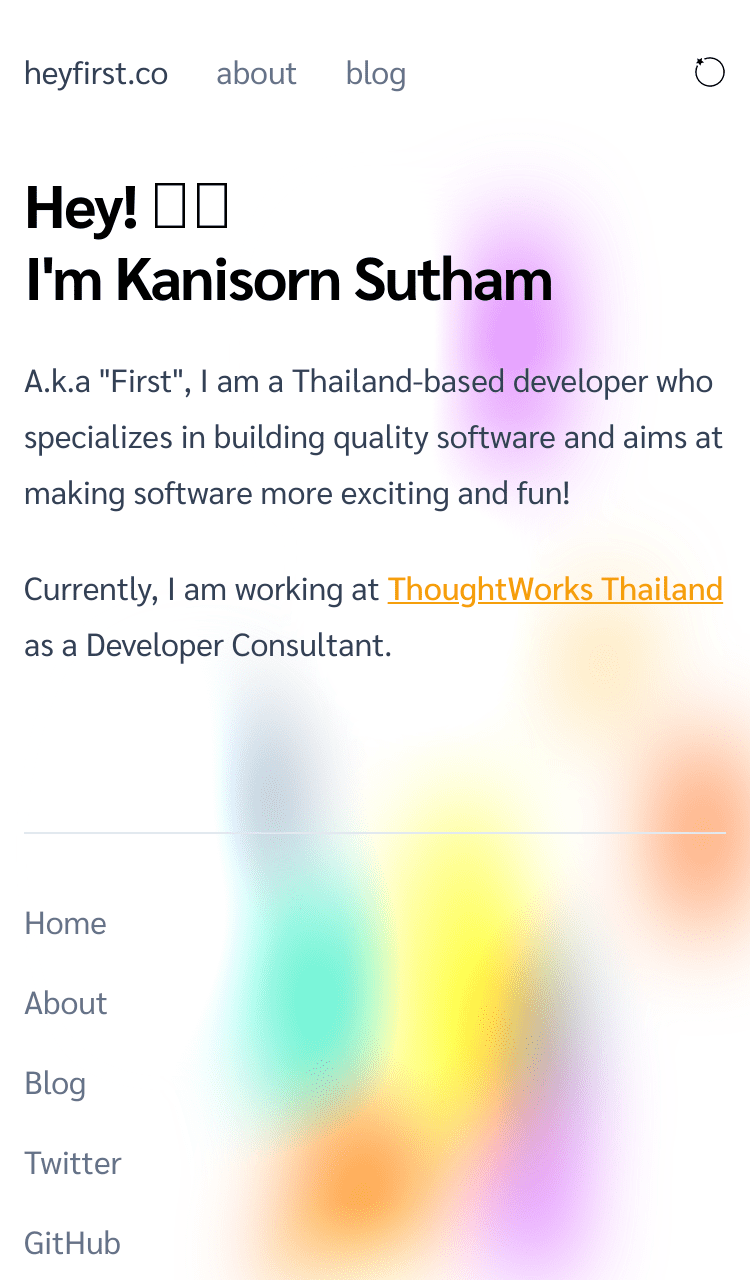 heyfirst.co about blog
Hey!
I'm Kanisorn Sutham
A.k.a "First", I am a Thailand-based developer who
specializes in building quality software and aims at
making software more exciting and fun!
Currently, I am working at ThoughtWorks Thailand
as a Developer Consultant.
Home
About
Blog
Twitter
GitHub